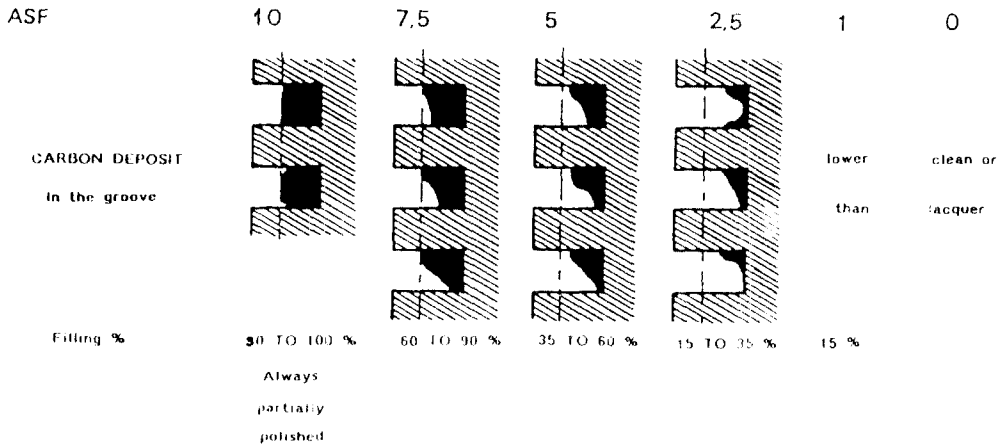 ASF 10 7,5 5 2,5 1 0
CARBON DEPOSIT lower clean or
In the groove than lacquer
Filling % 90 TO 100 % 60 TO 90 % 35 TO 60 % 15 TO 35 % 15 %
Always
partially
polished